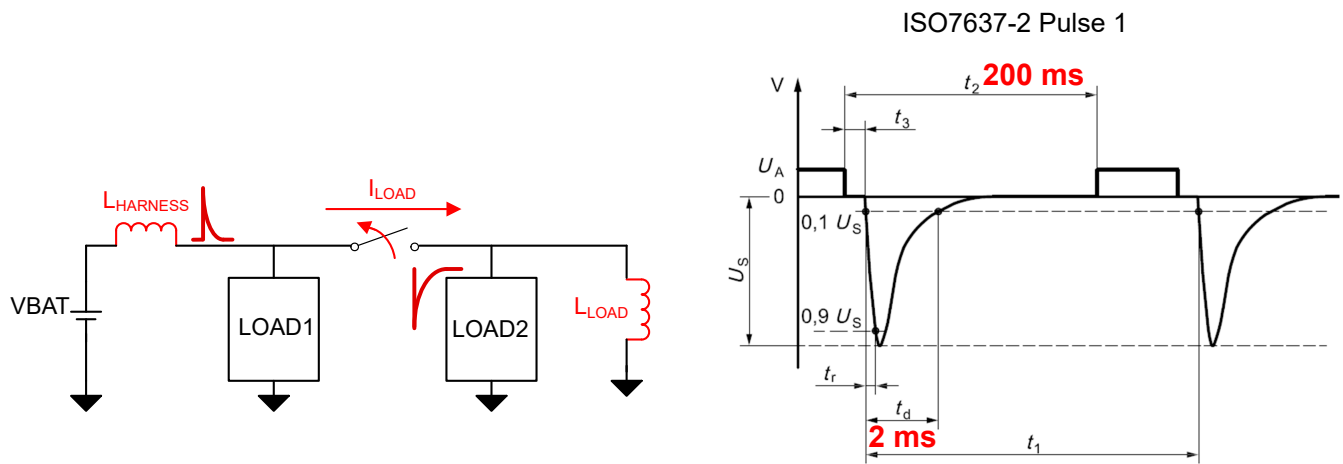 ISO7637-2 Pulse 1
V
t2 200 ms
t3
UA
0
0,1 US
US
0,9 US
tr
td
2 ms
t1
LHARNESS
ILOAD
VBAT
LOAD1
LOAD2
LLOAD